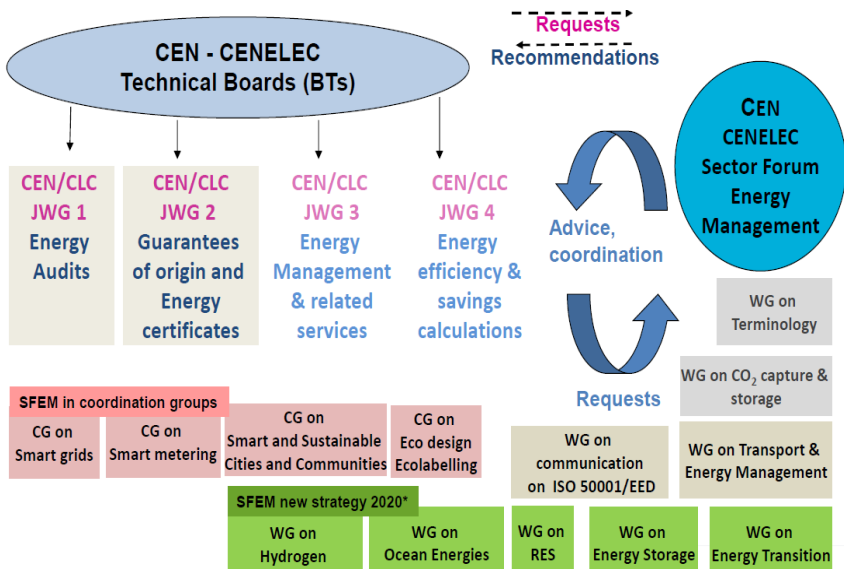 CEN - CENELEC
Technical Boards (BTs)
Requests
Recommendations
CEN
CENELEC
Sector Forum
Energy
Management
CEN/CLC
JWG 1
Energy
Audits
CEN/CLC
JWG 2
Guarantees
of origin and
Energy
certificates
CEN/CLC
JWG 3
Energy
Management
& related
services
CEN/CLC
JWG 4
Energy
efficiency &
savings
calculations
Advice,
coordination
Requests
WG on
Terminology
WG on CO₂ capture &
storage
SFEM in coordination groups
CG on
Smart grids
CG on
Smart metering
CG on
Smart and Sustainable
Cities and Communities
CG on
Eco design
Ecolabelling
WG on
communication
on ISO 50001/EED
WG on Transport &
Energy Management
SFEM new strategy 2020*
WG on
Hydrogen
WG on
Ocean Energies
WG on
RES
WG on
Energy Storage
WG on
Energy Transition